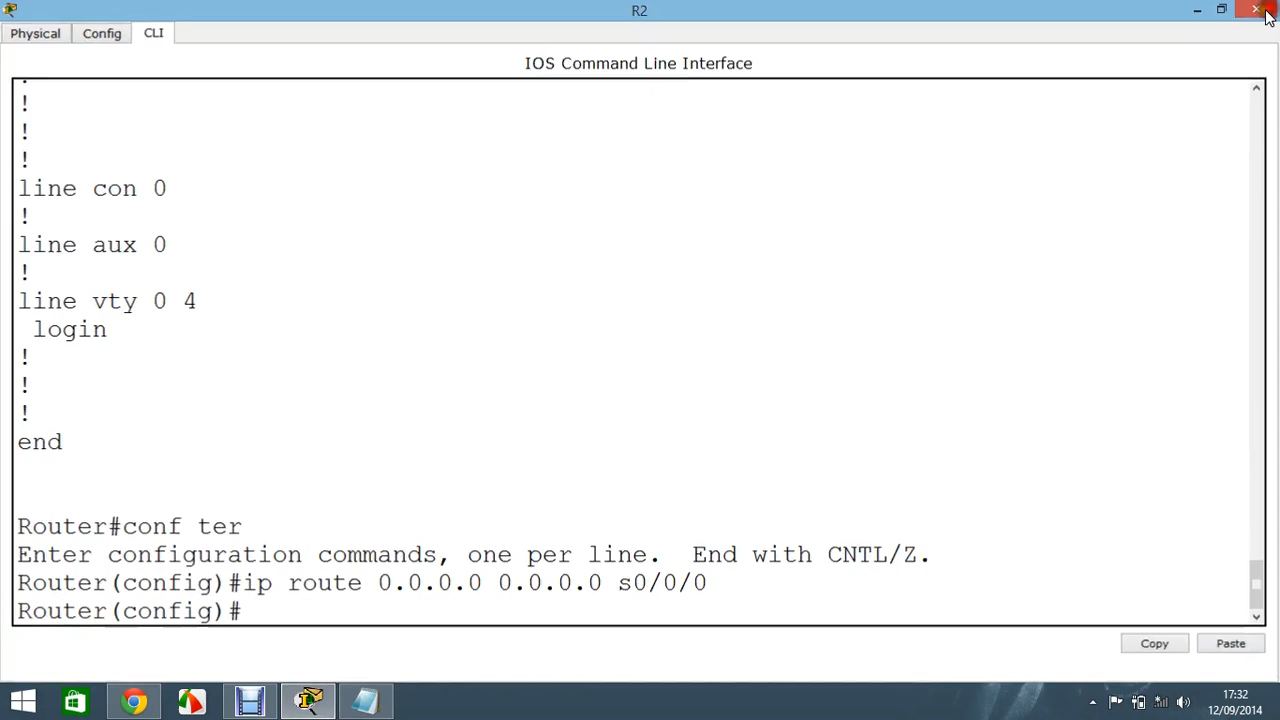 R2
Physical Config CLI
IOS Command Line Interface
!
!
!
!
line con 0
!
line aux 0
!
line vty 0 4
 login
!
!
!
end
Router#conf ter
Enter configuration commands, one per line.  End with CNTL/Z.
Router(config)#ip route 0.0.0.0 0.0.0.0 s0/0/0
Router(config)#
Copy Paste
17:32
12/09/2014